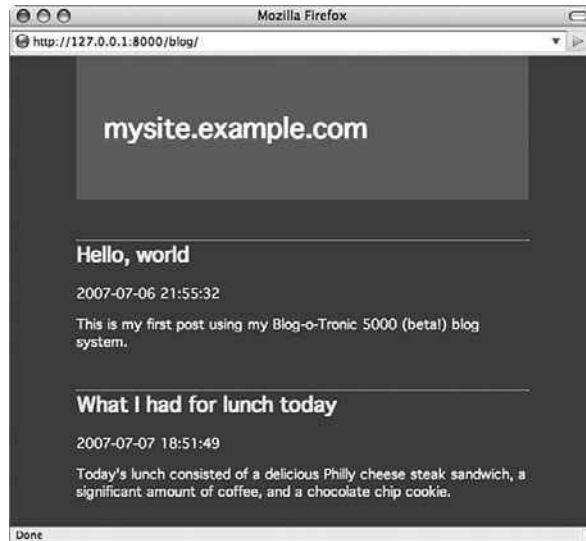 Mozilla Firefox
http://127.0.0.1:8000/blog/
mysite.example.com
Hello, world
2007-07-06 21:55:32
This is my first post using my Blog-o-Tronic 5000 (beta!) blog
system.
What I had for lunch today
2007-07-07 18:51:49
Today's lunch consisted of a delicious Philly cheese steak sandwich, a
significant amount of coffee, and a chocolate chip cookie.
Done